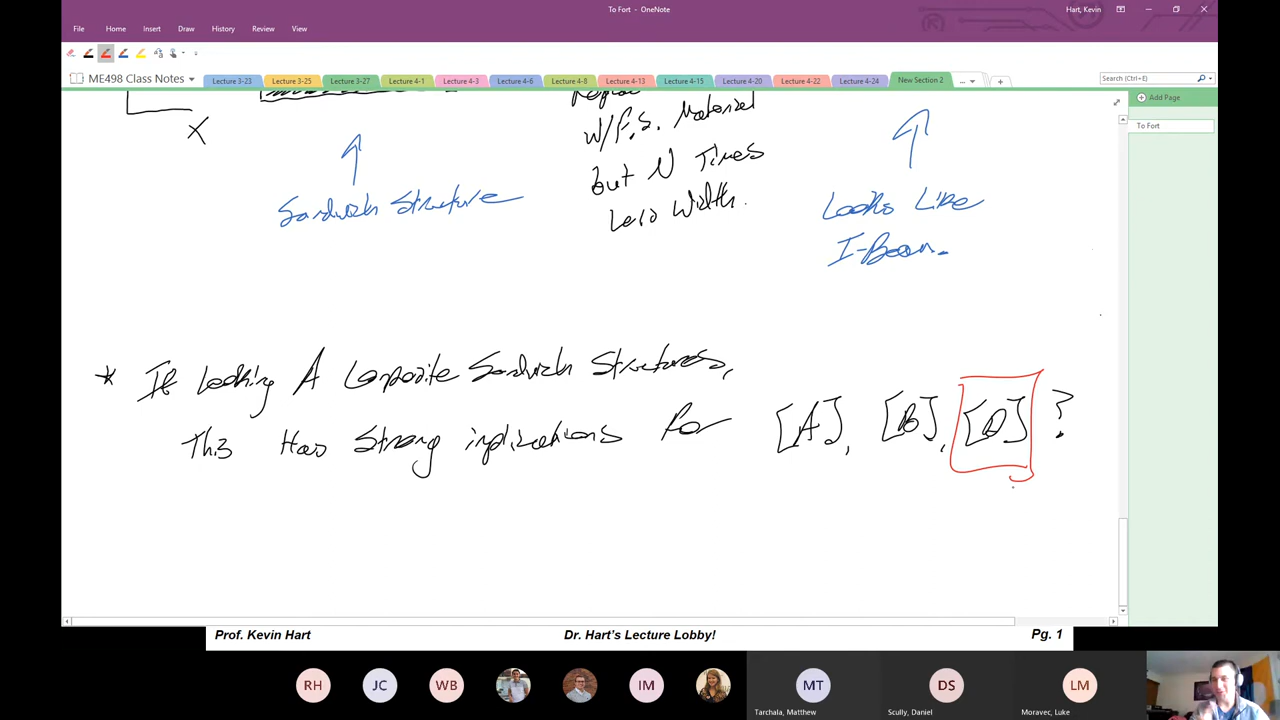 To Fort - OneNote
Hart, Kevin
File Home Insert Draw History Review View
ME498 Class Notes
Lecture 3-23 Lecture 3-25 Lecture 3-27 Lecture 4-1 Lecture 4-3 Lecture 4-6 Lecture 4-8 Lecture 4-13 Lecture 4-15 Lecture 4-20 Lecture 4-22 Lecture 4-24 New Section 2 ...
Search (Ctrl+E)
Add Page
To Fort
X
W/F.S. Material
but N Times
Less Width.
Sandwich Structure
Looks Like
I-Beam.
* If Looking A Composite Sandwich Structures,
This Has Strong implications for [A], [B], [D] ?
Prof. Kevin Hart Dr. Hart's Lecture Lobby! Pg. 1
RH JC WB IM MT DS LM
Tarchala, Matthew Scully, Daniel Moravec, Luke